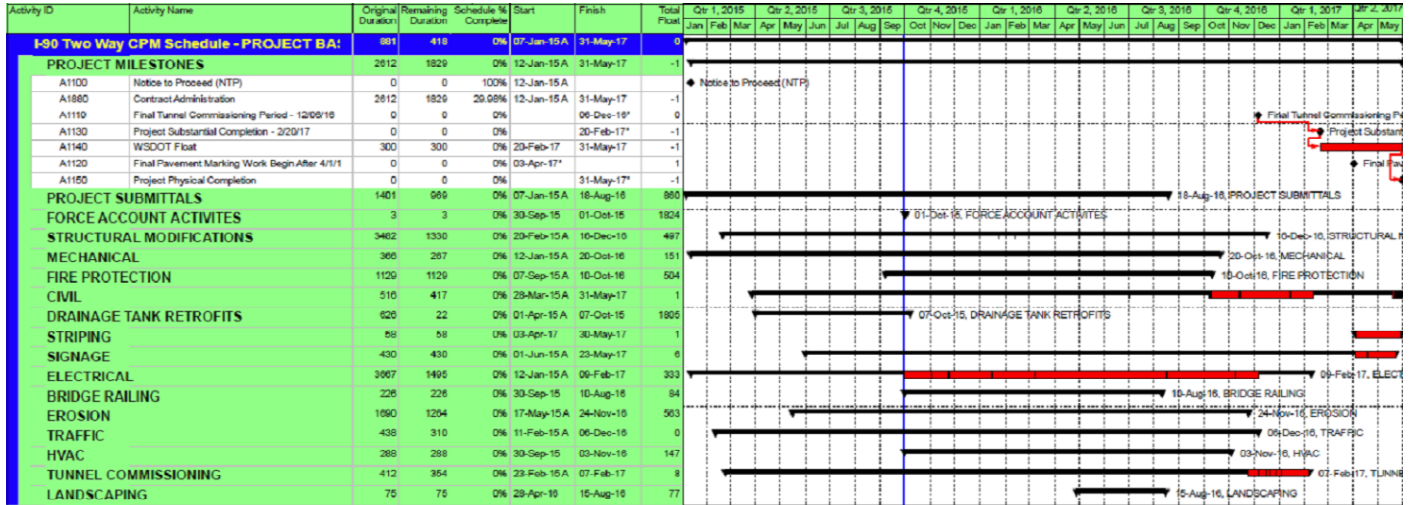 Activity ID Activity Name Original Duration Remaining Duration Schedule % Complete Start Finish Total Float Qtr 1, 2015 Qtr 2, 2015 Qtr 3, 2015 Qtr 4, 2015 Qtr 1, 2016 Qtr 2, 2016 Qtr 3, 2016 Qtr 4, 2016 Qtr 1, 2017 Qtr 2, 2017
Jan Feb Mar Apr May Jun Jul Aug Sep Oct Nov Dec Jan Feb Mar Apr May Jun Jul Aug Sep Oct Nov Dec Jan Feb Mar Apr May
I-90 Two Way CPM Schedule - PROJECT BA 881 418 0% 07-Jan-15 A 31-May-17 0
PROJECT MILESTONES 2612 1829 0% 12-Jan-15 A 31-May-17 -1
A1100 Notice to Proceed (NTP) 0 0 100% 12-Jan-15 A Notice to Proceed (NTP)
A1880 Contract Administration 2612 1829 29.98% 12-Jan-15 A 31-May-17 -1
A1110 Final Tunnel Commissioning Period - 12/06/16 0 0 0% 06-Dec-16* 0 Final Tunnel Commissioning Pe
A1130 Project Substantial Completion - 2/20/17 0 0 0% 20-Feb-17* -1 Project Substant
A1140 WSDOT Float 300 300 0% 20-Feb-17 31-May-17 -1
A1120 Final Pavement Marking Work Begin After 4/1/1 0 0 0% 03-Apr-17* 1 Final Pav
A1150 Project Physical Completion 0 0 0% 31-May-17* -1
PROJECT SUBMITTALS 1401 969 0% 07-Jan-15 A 18-Aug-16 860 18-Aug-16, PROJECT SUBMITTALS
FORCE ACCOUNT ACTIVITES 3 3 0% 30-Sep-15 01-Oct-15 1824 01-Oct-15, FORCE ACCOUNT ACTIVITES
STRUCTURAL MODIFICATIONS 3482 1330 0% 20-Feb-15 A 16-Dec-16 497 16-Dec-16, STRUCTURAL M
MECHANICAL 366 267 0% 12-Jan-15 A 20-Oct-16 151 20-Oct-16, MECHANICAL
FIRE PROTECTION 1129 1129 0% 07-Sep-15 A 10-Oct-16 504 10-Oct-16, FIRE PROTECTION
CIVIL 516 417 0% 28-Mar-15 A 31-May-17 1
DRAINAGE TANK RETROFITS 626 22 0% 01-Apr-15 A 07-Oct-15 1805 07-Oct-15, DRAINAGE TANK RETROFITS
STRIPING 58 58 0% 03-Apr-17 30-May-17 1
SIGNAGE 430 430 0% 01-Jun-15 A 23-May-17 6
ELECTRICAL 3667 1495 0% 12-Jan-15 A 09-Feb-17 333 09-Feb-17, ELECT
BRIDGE RAILING 226 226 0% 30-Sep-15 10-Aug-16 84 10-Aug-16, BRIDGE RAILING
EROSION 1690 1264 0% 17-May-15 A 24-Nov-16 563 24-Nov-16, EROSION
TRAFFIC 438 310 0% 11-Feb-15 A 06-Dec-16 0 06-Dec-16, TRAFFIC
HVAC 288 288 0% 30-Sep-15 03-Nov-16 147 03-Nov-16, HVAC
TUNNEL COMMISSIONING 412 354 0% 23-Feb-15 A 07-Feb-17 8 07-Feb-17, TUNNE
LANDSCAPING 75 75 0% 28-Apr-16 15-Aug-16 77 15-Aug-16, LANDSCAPING